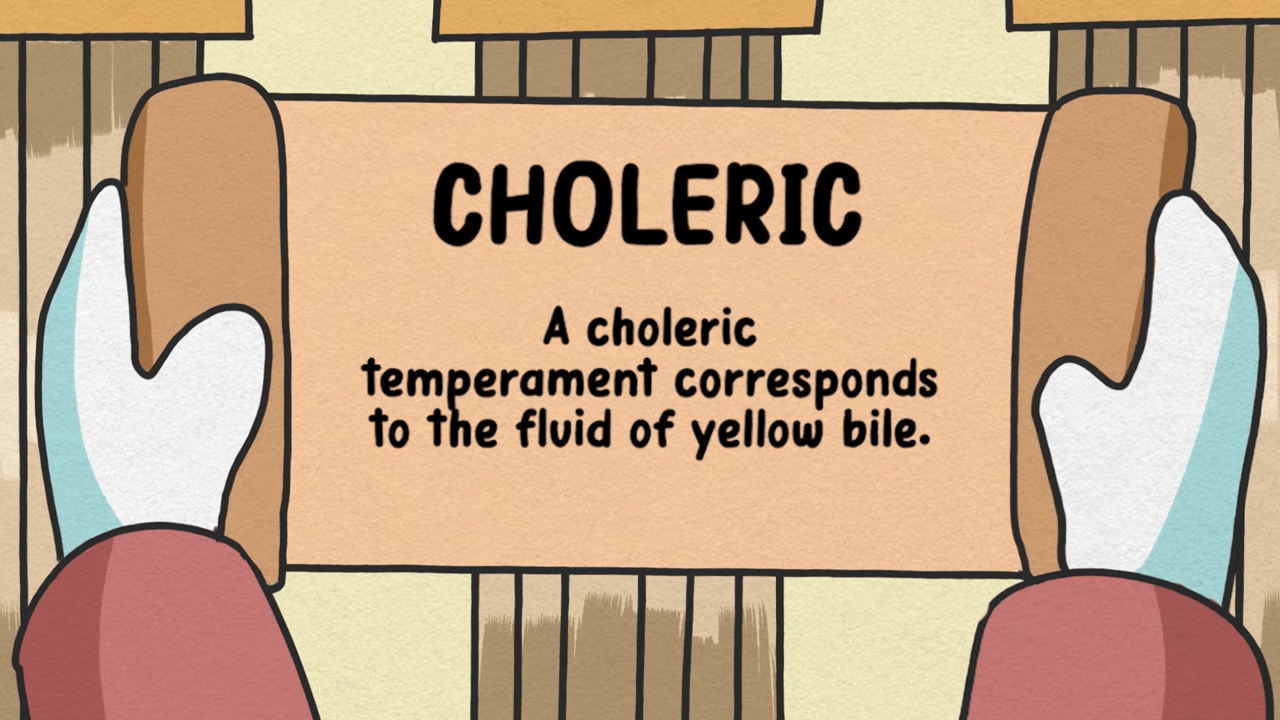 CHOLERIC
A choleric
temperament corresponds
to the fluid of yellow bile.